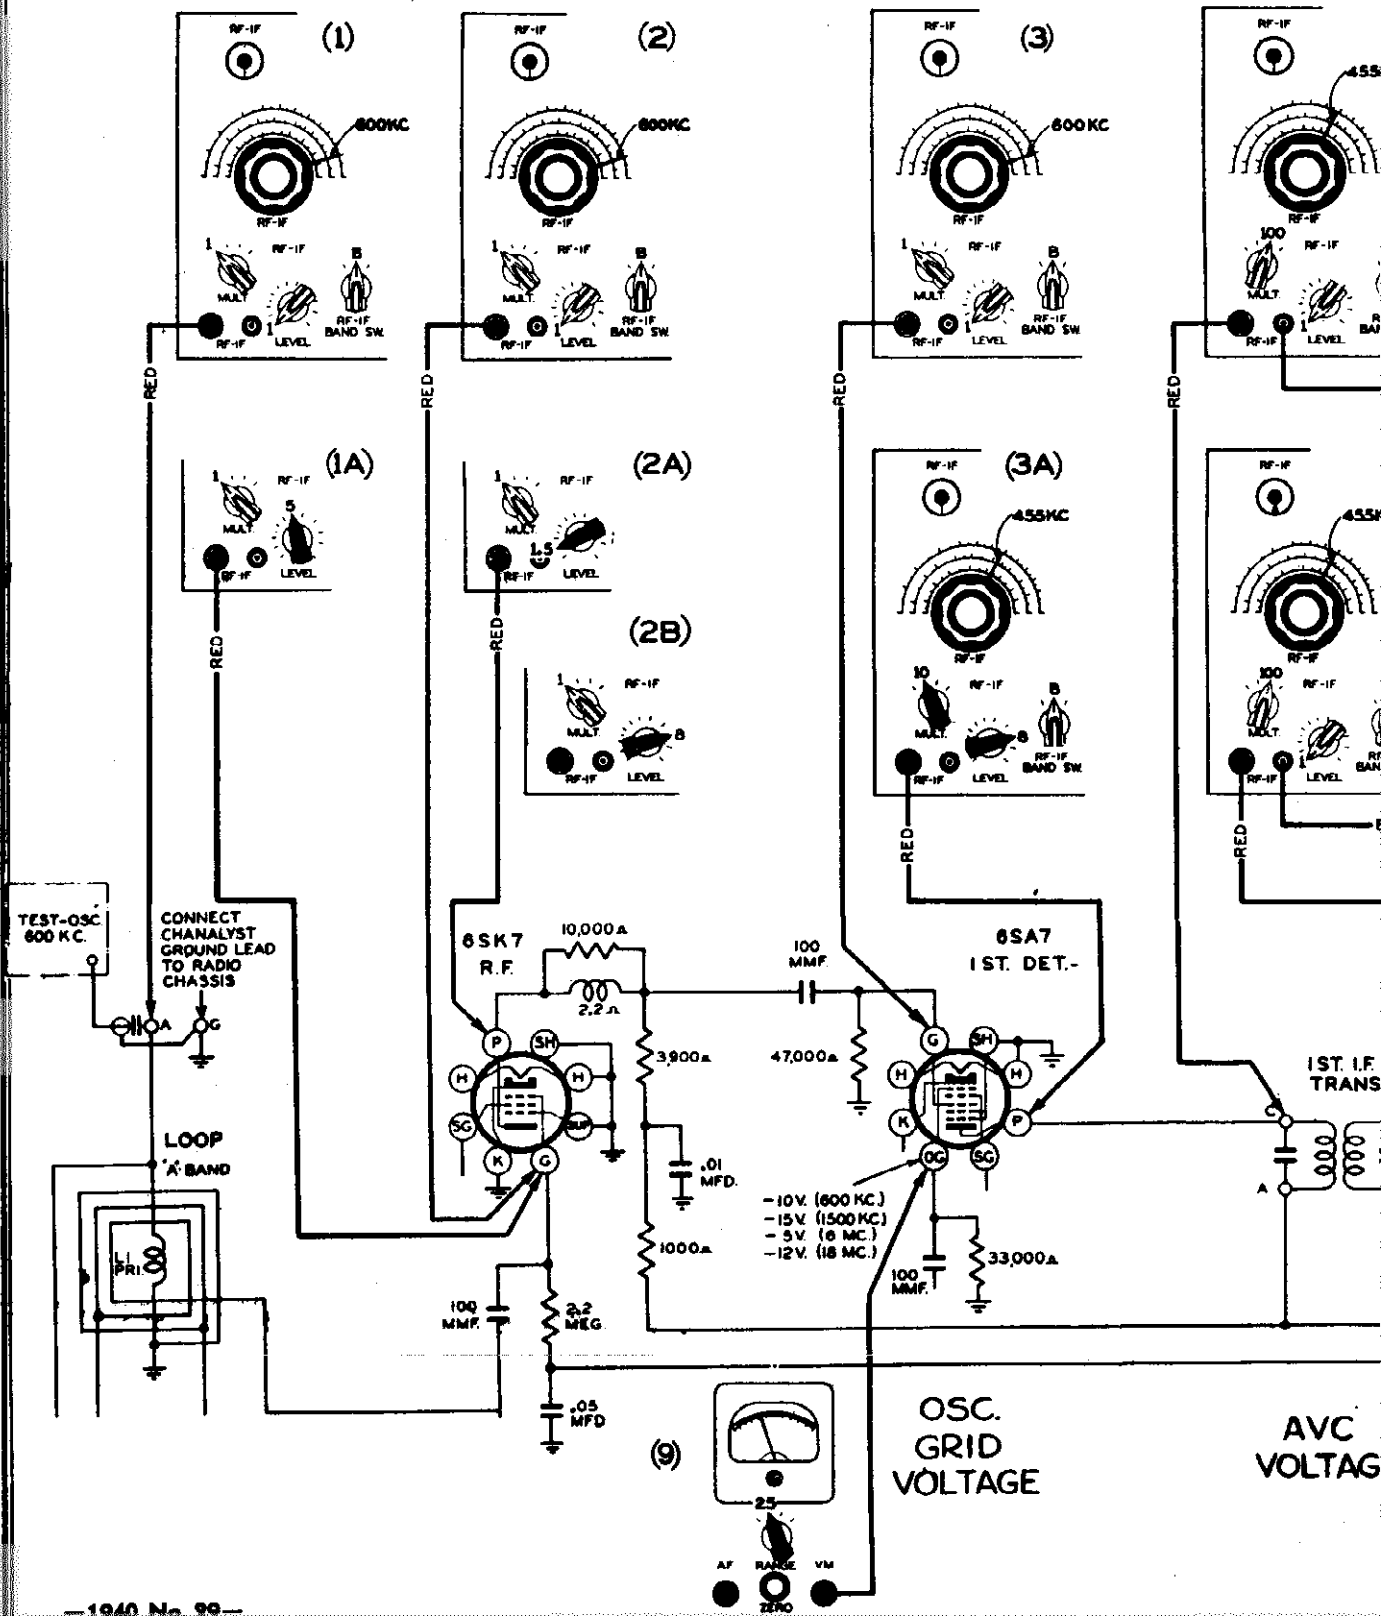 (1)
RF-IF
600KC
RF-IF
1
RF-IF
B
MULT.
1
RF-IF
LEVEL
RF-IF
BAND SW.
RED
(2)
RF-IF
600KC
RF-IF
1
RF-IF
B
MULT.
1
RF-IF
LEVEL
RF-IF
BAND SW.
RED
(3)
RF-IF
600KC
RF-IF
1
RF-IF
B
MULT.
1
RF-IF
LEVEL
RF-IF
BAND SW.
RED
RF-IF
455
RF-IF
100
RF-IF
MULT.
1
RF-IF
LEVEL
BAN
RED
(1A)
1
RF-IF
5
MULT.
RF-IF
LEVEL
RED
(2A)
1
RF-IF
MULT.
1.5
RF-IF
LEVEL
RED
(2B)
1
RF-IF
MULT.
8
RF-IF
LEVEL
(3A)
RF-IF
455KC
RF-IF
10
RF-IF
B
MULT.
8
RF-IF
LEVEL
RF-IF
BAND SW.
RED
RF-IF
455K
RF-IF
100
RF-IF
MULT.
1
RF-IF
LEVEL
BAN
RED
TEST-OSC.
600 KC.
CONNECT
CHANALYST
GROUND LEAD
TO RADIO
CHASSIS
A
G
LOOP
"A" BAND
L1
PRI.
6SK7
R.F.
10,000Ω
2.2Ω
P
SH
H
H
SG
SUP
K
G
3,900Ω
.01
MFD.
1000Ω
100
MMF.
2.2
MEG.
.05
MFD
100
MMF.
47,000Ω
6SA7
1ST. DET.-
G
SH
H
H
K
P
OG
SG
-10V. (600 KC.)
-15V. (1500 KC)
-5V. (6 MC.)
-12V. (18 MC.)
100
MMF.
33,000Ω
1ST. I.F.
TRANS
C
A
(9)
25
AF
RANGE
VM
ZERO
OSC.
GRID
VOLTAGE
AVC
VOLTAG
-1940 No. 99-